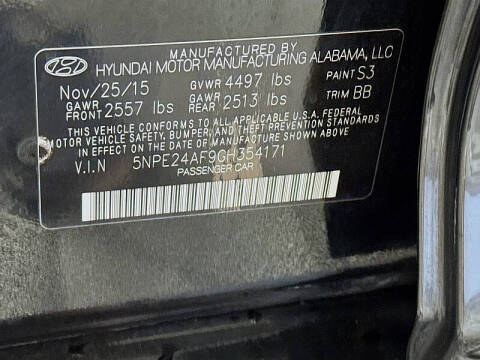 MANUFACTURED BY
HYUNDAI MOTOR MANUFACTURING ALABAMA, LLC
Nov/25/15 GVWR 4497 lbs PAINT S3
GAWR FRONT 2557 lbs GAWR REAR 2513 lbs TRIM BB
THIS VEHICLE CONFORMS TO ALL APPLICABLE U.S.A. FEDERAL
MOTOR VEHICLE SAFETY, BUMPER, AND THEFT PREVENTION STANDARDS
IN EFFECT ON THE DATE OF MANUFACTURE SHOWN ABOVE.
V.I.N 5NPE24AF9GH354171
PASSENGER CAR